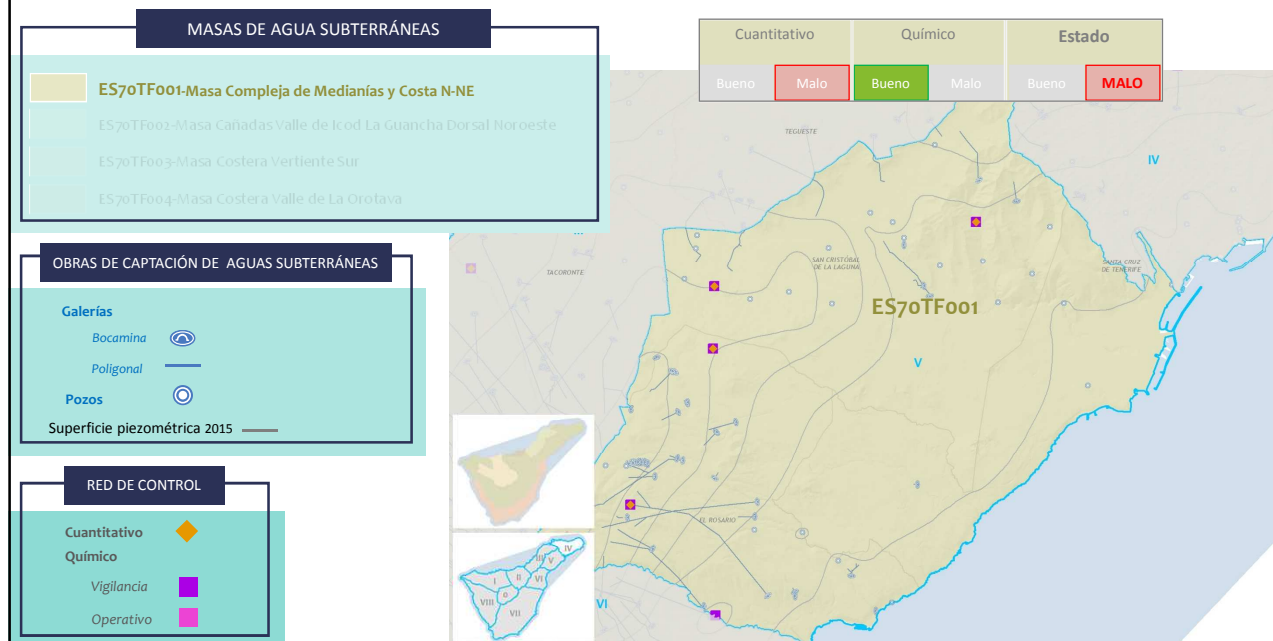 MASAS DE AGUA SUBTERRÁNEAS
ES70TF001-Masa Compleja de Medianías y Costa N-NE
ES70TF002-Masa Cañadas Valle de Icod La Guancha Dorsal Noroeste
ES70TF003-Masa Costera Vertiente Sur
ES70TF004-Masa Costera Valle de La Orotava
Cuantitativo Químico Estado
Bueno Malo Bueno Malo Bueno MALO
OBRAS DE CAPTACIÓN DE AGUAS SUBTERRÁNEAS
Galerías
Bocamina
Poligonal
Pozos
Superficie piezométrica 2015
RED DE CONTROL
Cuantitativo
Químico
Vigilancia
Operativo
TEGUESTE
IV
III
TACORONTE
SAN CRISTÓBAL
DE LA LAGUNA
SANTA CRUZ
DE TENERIFE
ES70TF001
V
EL ROSARIO
VI
I
II
III
IV
V
VI
0
VIII
VII